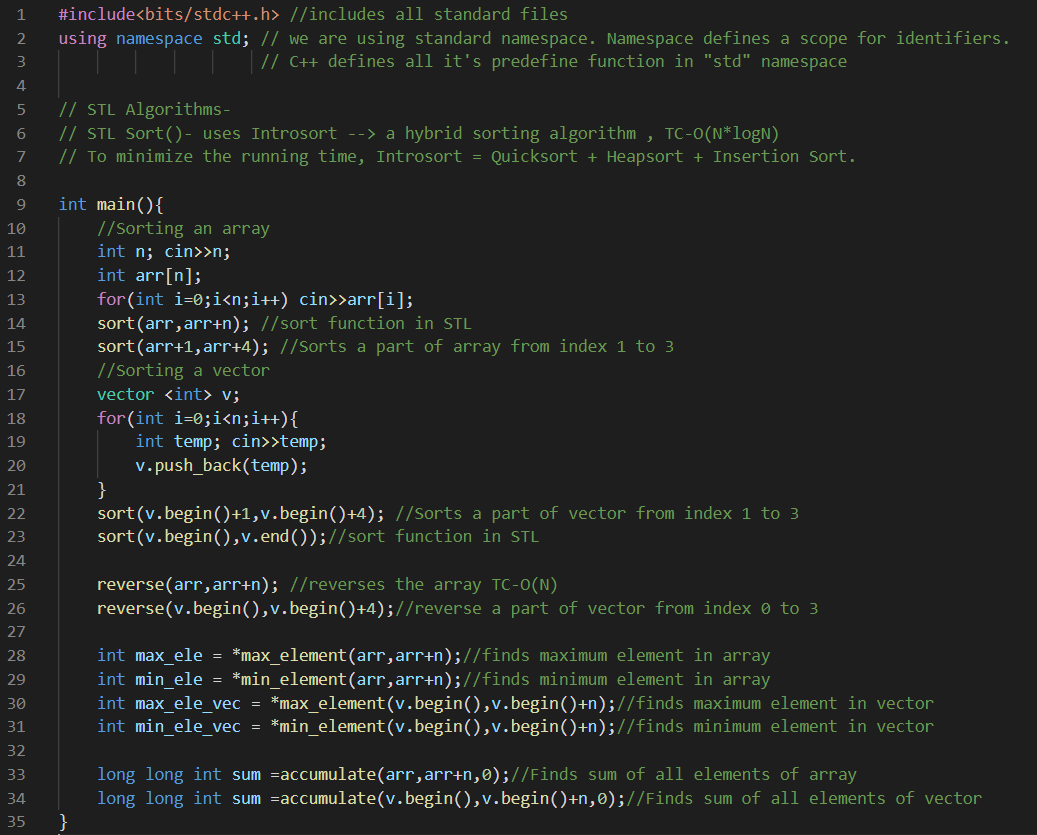 1 #include<bits/stdc++.h> //includes all standard files
2 using namespace std; // we are using standard namespace. Namespace defines a scope for identifiers.
3 // C++ defines all it's predefine function in "std" namespace
4
5 // STL Algorithms-
6 // STL Sort()- uses Introsort --> a hybrid sorting algorithm , TC-O(N*logN)
7 // To minimize the running time, Introsort = Quicksort + Heapsort + Insertion Sort.
8
9 int main(){
10 //Sorting an array
11 int n; cin>>n;
12 int arr[n];
13 for(int i=0;i<n;i++) cin>>arr[i];
14 sort(arr,arr+n); //sort function in STL
15 sort(arr+1,arr+4); //Sorts a part of array from index 1 to 3
16 //Sorting a vector
17 vector <int> v;
18 for(int i=0;i<n;i++){
19 int temp; cin>>temp;
20 v.push_back(temp);
21 }
22 sort(v.begin()+1,v.begin()+4); //Sorts a part of vector from index 1 to 3
23 sort(v.begin(),v.end());//sort function in STL
24
25 reverse(arr,arr+n); //reverses the array TC-O(N)
26 reverse(v.begin(),v.begin()+4);//reverse a part of vector from index 0 to 3
27
28 int max_ele = *max_element(arr,arr+n);//finds maximum element in array
29 int min_ele = *min_element(arr,arr+n);//finds minimum element in array
30 int max_ele_vec = *max_element(v.begin(),v.begin()+n);//finds maximum element in vector
31 int min_ele_vec = *min_element(v.begin(),v.begin()+n);//finds minimum element in vector
32
33 long long int sum =accumulate(arr,arr+n,0);//Finds sum of all elements of array
34 long long int sum =accumulate(v.begin(),v.begin()+n,0);//Finds sum of all elements of vector
35 }